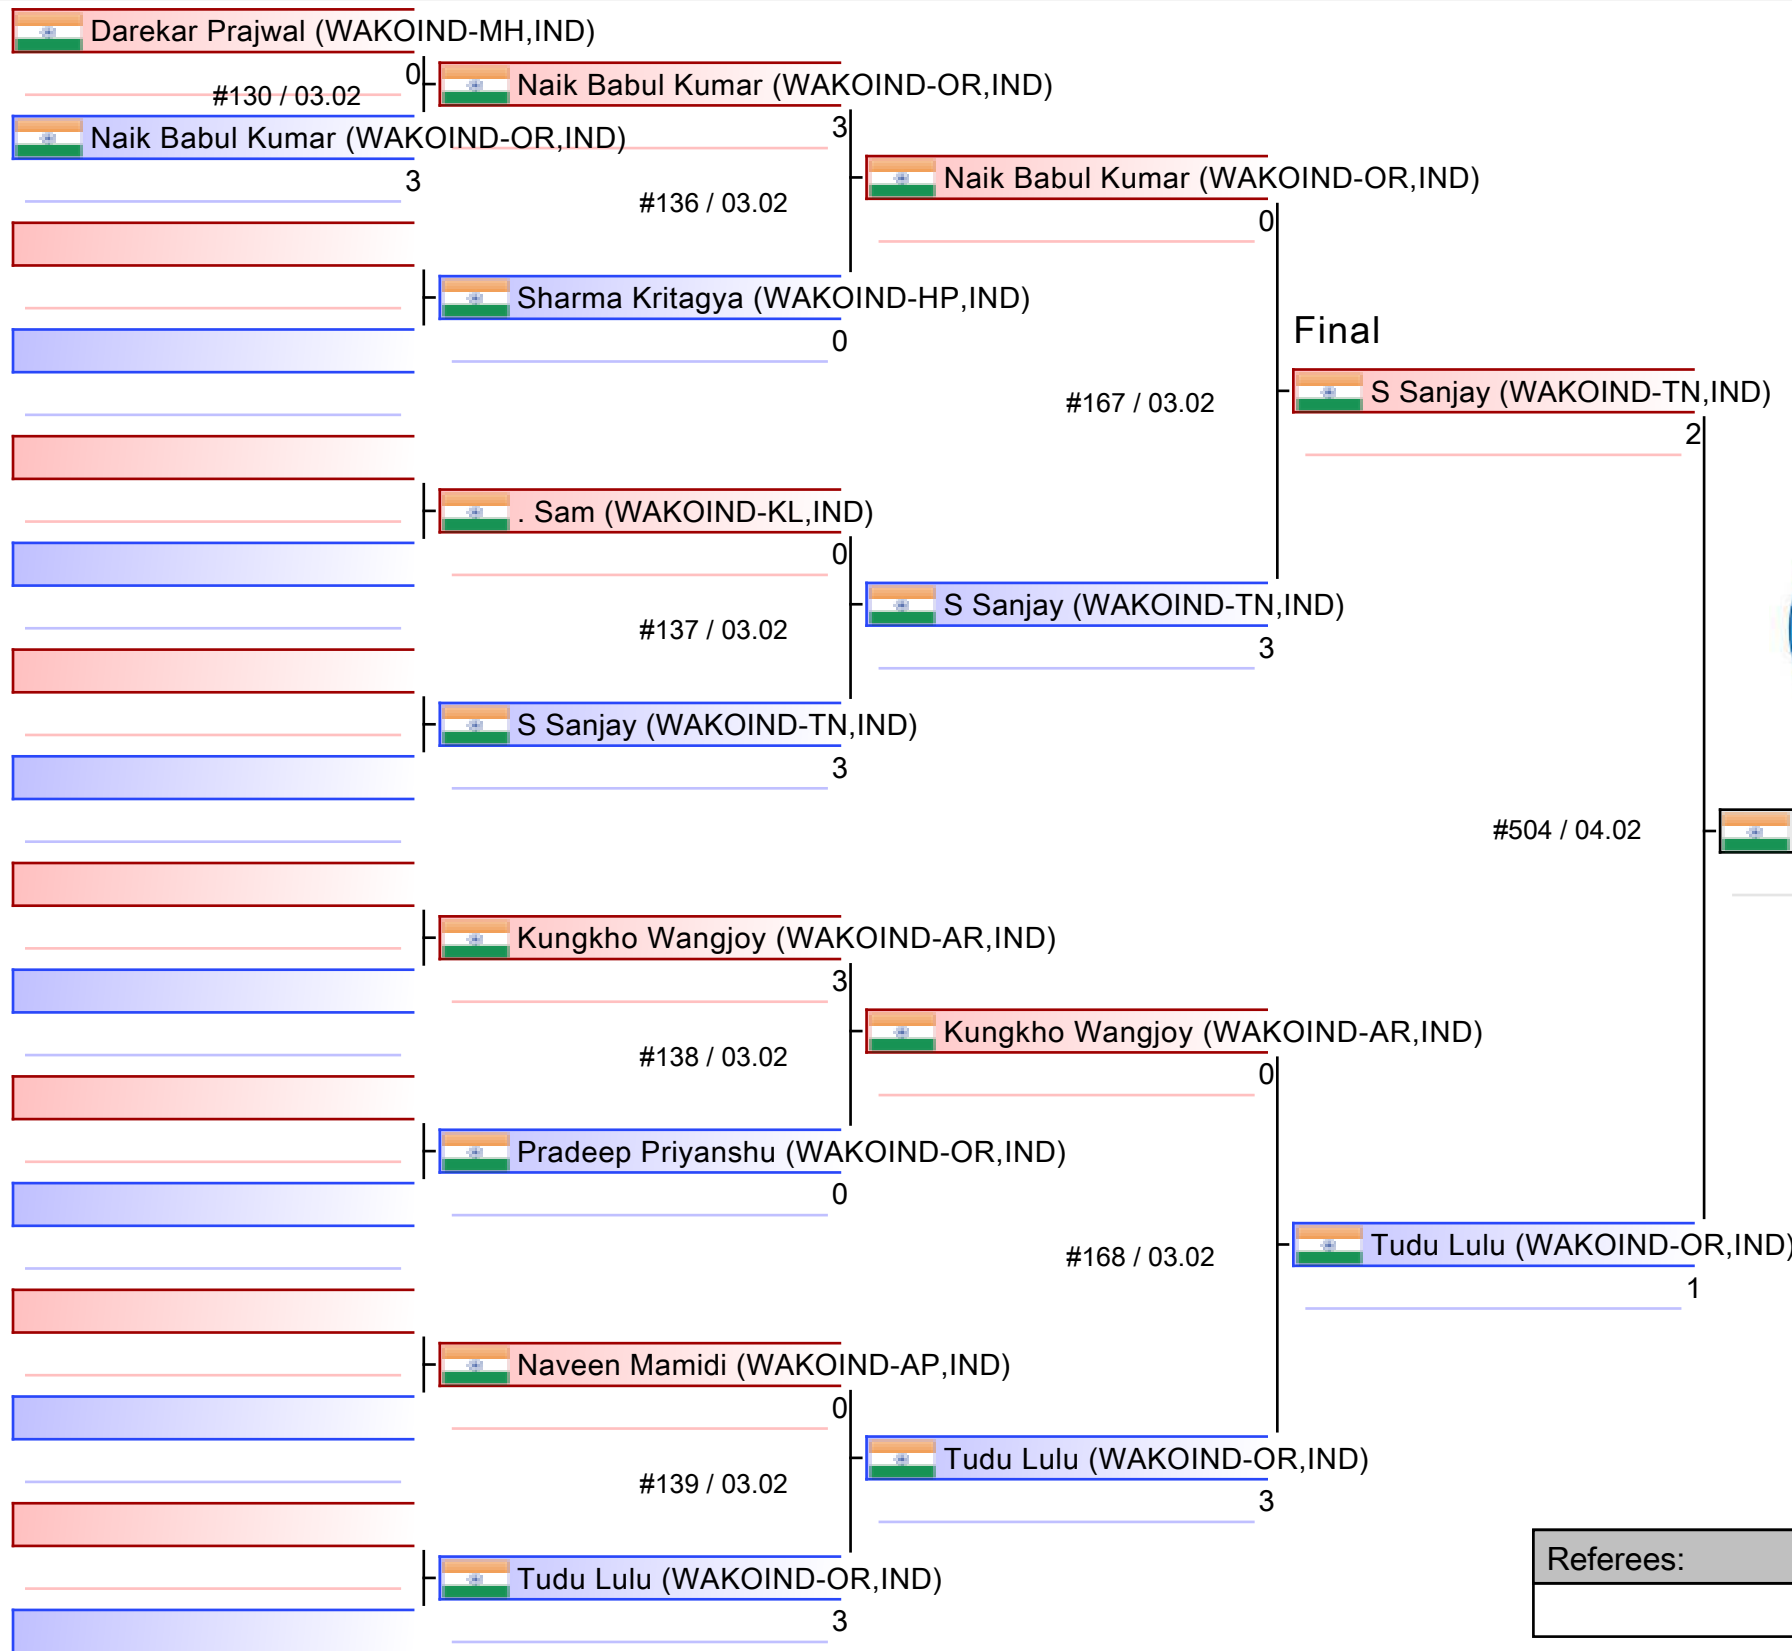 Darekar Prajwal (WAKOIND-MH,IND)
0
#130 / 03.02
Naik Babul Kumar (WAKOIND-OR,IND)
3
Naik Babul Kumar (WAKOIND-OR,IND)
3
#136 / 03.02
Sharma Kritagya (WAKOIND-HP,IND)
0
. Sam (WAKOIND-KL,IND)
0
#137 / 03.02
S Sanjay (WAKOIND-TN,IND)
3
Kungkho Wangjoy (WAKOIND-AR,IND)
3
#138 / 03.02
Pradeep Priyanshu (WAKOIND-OR,IND)
0
Naveen Mamidi (WAKOIND-AP,IND)
0
#139 / 03.02
Tudu Lulu (WAKOIND-OR,IND)
3
Naik Babul Kumar (WAKOIND-OR,IND)
0
#167 / 03.02
S Sanjay (WAKOIND-TN,IND)
3
Kungkho Wangjoy (WAKOIND-AR,IND)
0
#168 / 03.02
Tudu Lulu (WAKOIND-OR,IND)
3
Final
S Sanjay (WAKOIND-TN,IND)
2
#504 / 04.02
Tudu Lulu (WAKOIND-OR,IND)
1
Referees: